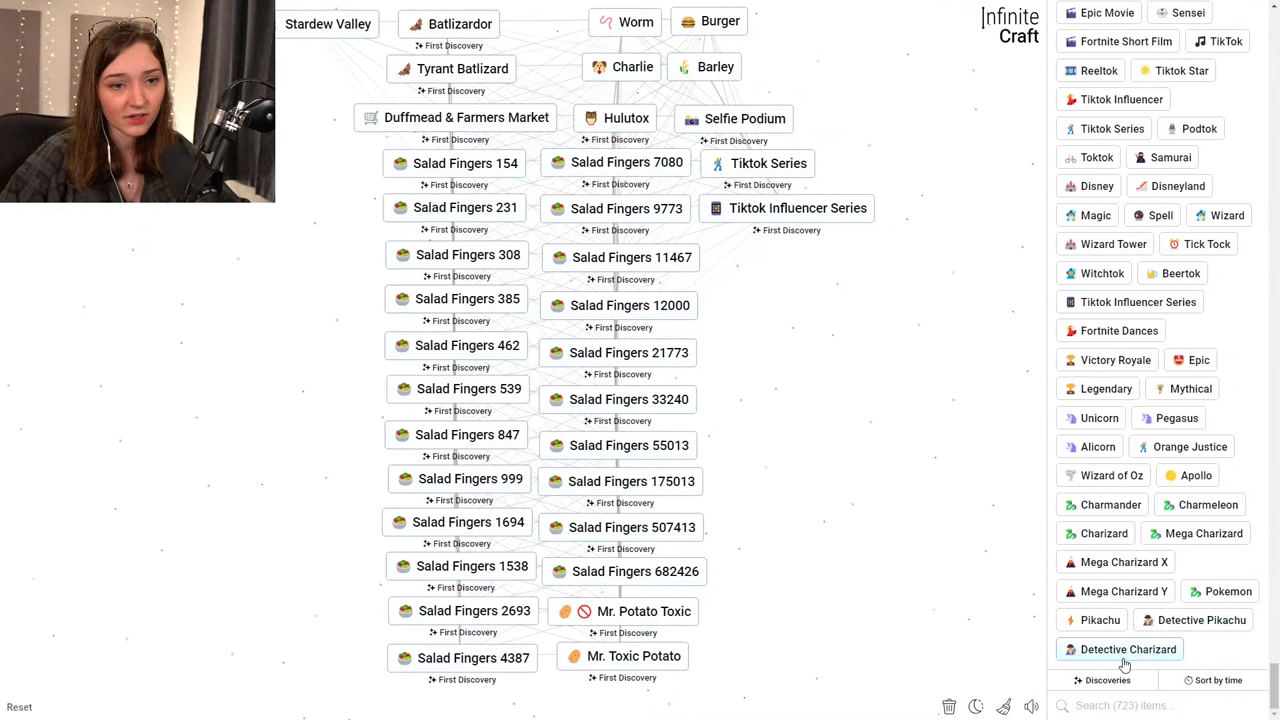 Stardew Valley
Batlizardor
First Discovery
Worm
Burger
Infinite
Craft
Tyrant Batlizard
First Discovery
Charlie
Barley
Duffmead & Farmers Market
First Discovery
Hulutox
First Discovery
Selfie Podium
First Discovery
Salad Fingers 154
First Discovery
Salad Fingers 7080
First Discovery
Tiktok Series
First Discovery
Salad Fingers 231
First Discovery
Salad Fingers 9773
First Discovery
Tiktok Influencer Series
First Discovery
Salad Fingers 308
First Discovery
Salad Fingers 11467
First Discovery
Salad Fingers 385
First Discovery
Salad Fingers 12000
First Discovery
Salad Fingers 462
First Discovery
Salad Fingers 21773
First Discovery
Salad Fingers 539
First Discovery
Salad Fingers 33240
First Discovery
Salad Fingers 847
First Discovery
Salad Fingers 55013
First Discovery
Salad Fingers 999
First Discovery
Salad Fingers 175013
First Discovery
Salad Fingers 1694
First Discovery
Salad Fingers 507413
First Discovery
Salad Fingers 1538
First Discovery
Salad Fingers 682426
First Discovery
Salad Fingers 2693
First Discovery
Mr. Potato Toxic
First Discovery
Salad Fingers 4387
First Discovery
Mr. Toxic Potato
First Discovery
Reset
Epic Movie Sensei
Fortnite Short Film TikTok
Reeltok Tiktok Star
Tiktok Influencer
Tiktok Series Podtok
Toktok Samurai
Disney Disneyland
Magic Spell Wizard
Wizard Tower Tick Tock
Witchtok Beertok
Tiktok Influencer Series
Fortnite Dances
Victory Royale Epic
Legendary Mythical
Unicorn Pegasus
Alicorn Orange Justice
Wizard of Oz Apollo
Charmander Charmeleon
Charizard Mega Charizard
Mega Charizard X
Mega Charizard Y Pokemon
Pikachu Detective Pikachu
Detective Charizard
Discoveries Sort by time
Search (723) items...